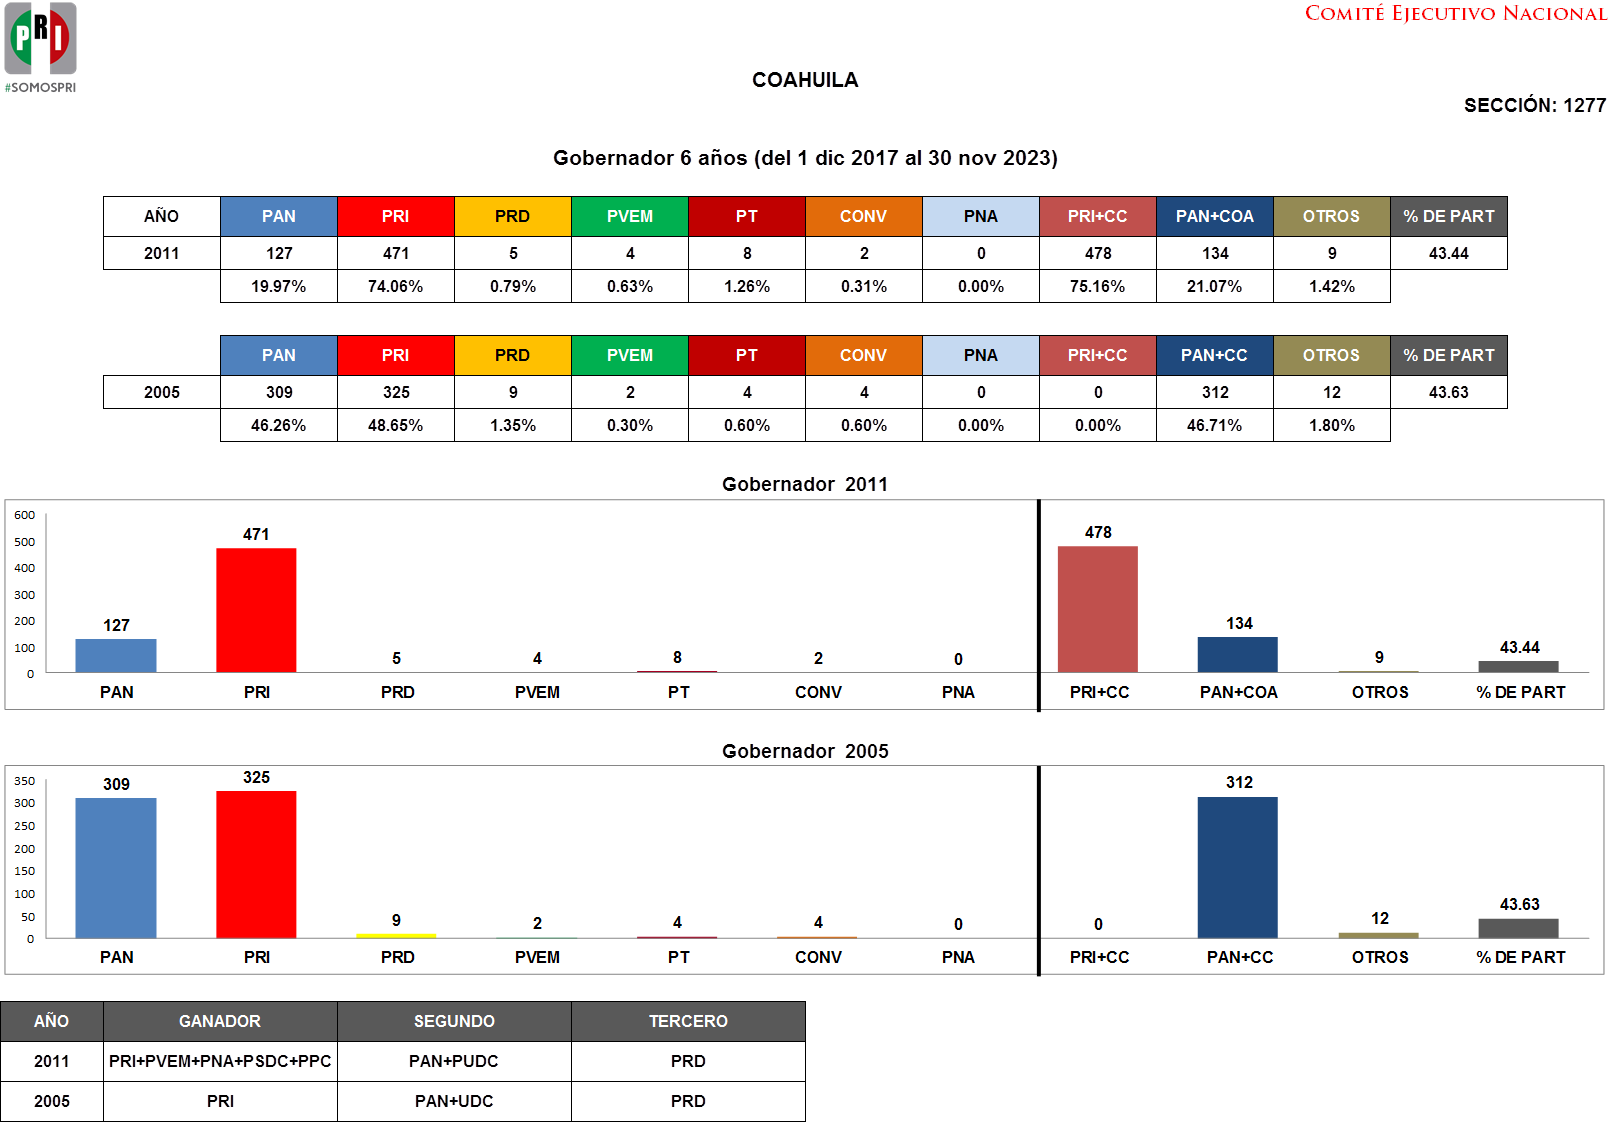 PRI
#SOMOSPRI
COMITÉ EJECUTIVO NACIONAL
COAHUILA
SECCIÓN: 1277
Gobernador 6 años (del 1 dic 2017 al 30 nov 2023)
AÑO PAN PRI PRD PVEM PT CONV PNA PRI+CC PAN+COA OTROS % DE PART
2011 127 471 5 4 8 2 0 478 134 9 43.44
19.97% 74.06% 0.79% 0.63% 1.26% 0.31% 0.00% 75.16% 21.07% 1.42%
PAN PRI PRD PVEM PT CONV PNA PRI+CC PAN+CC OTROS % DE PART
2005 309 325 9 2 4 4 0 0 312 12 43.63
46.26% 48.65% 1.35% 0.30% 0.60% 0.60% 0.00% 0.00% 46.71% 1.80%
Gobernador 2011
600
500
400
300
200
100
0
127 471 5 4 8 2 0 478 134 9 43.44
PAN PRI PRD PVEM PT CONV PNA PRI+CC PAN+COA OTROS % DE PART
Gobernador 2005
350
300
250
200
150
100
50
0
309 325 9 2 4 4 0 0 312 12 43.63
PAN PRI PRD PVEM PT CONV PNA PRI+CC PAN+CC OTROS % DE PART
AÑO GANADOR SEGUNDO TERCERO
2011 PRI+PVEM+PNA+PSDC+PPC PAN+PUDC PRD
2005 PRI PAN+UDC PRD